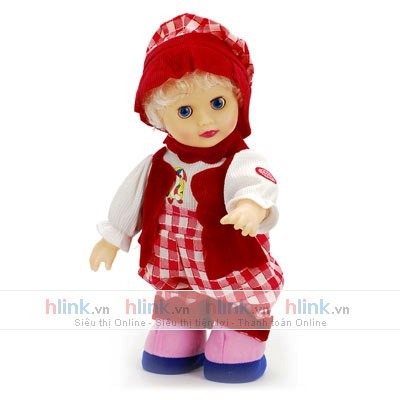 hlink.vn hlink.vn hlink.vn hlink.vn
Siêu thị Online - Siêu thị tiện lợi - Thanh toán Online